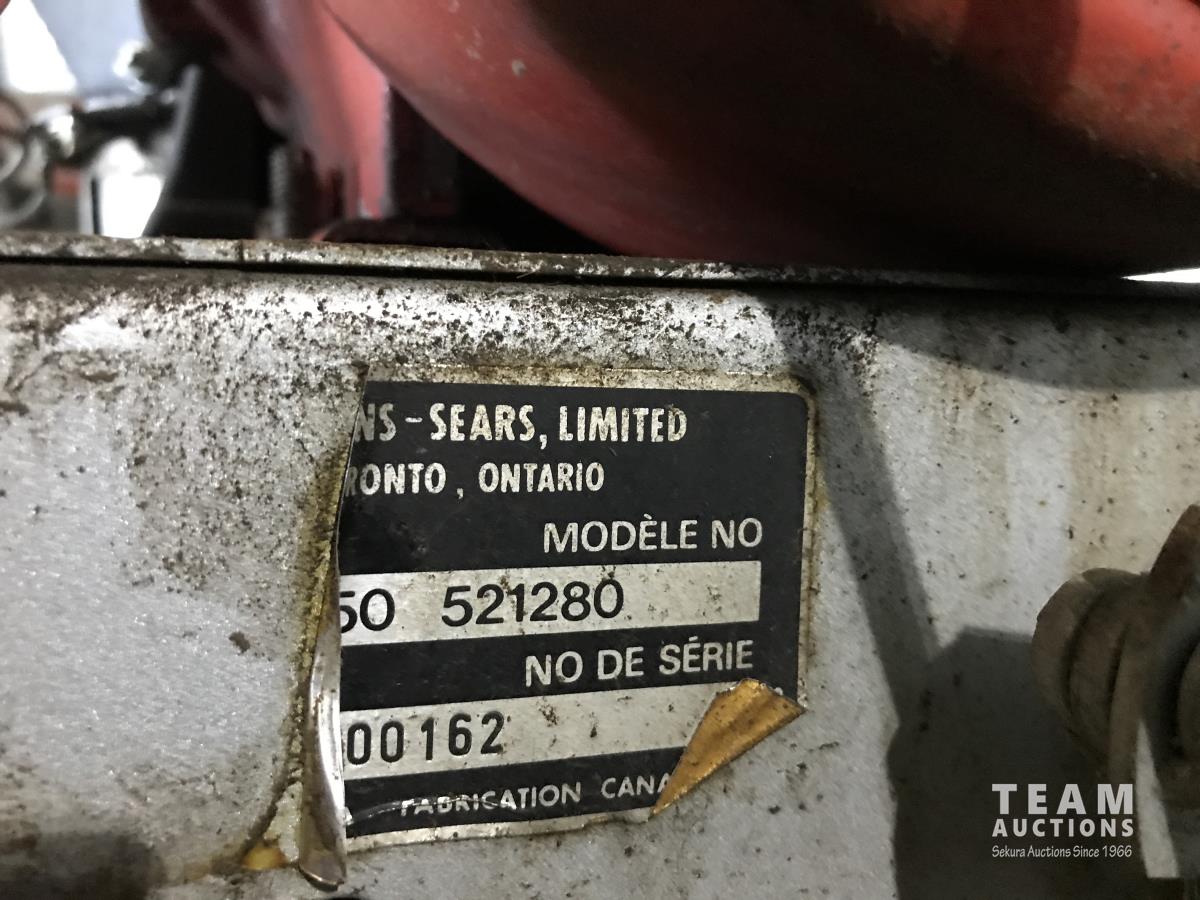 NS-SEARS, LIMITED
RONTO, ONTARIO
MODÈLE NO
50 521280
NO DE SÉRIE
00162
FABRICATION CANA
TEAM
AUCTIONS
Sekura Auctions Since 1966